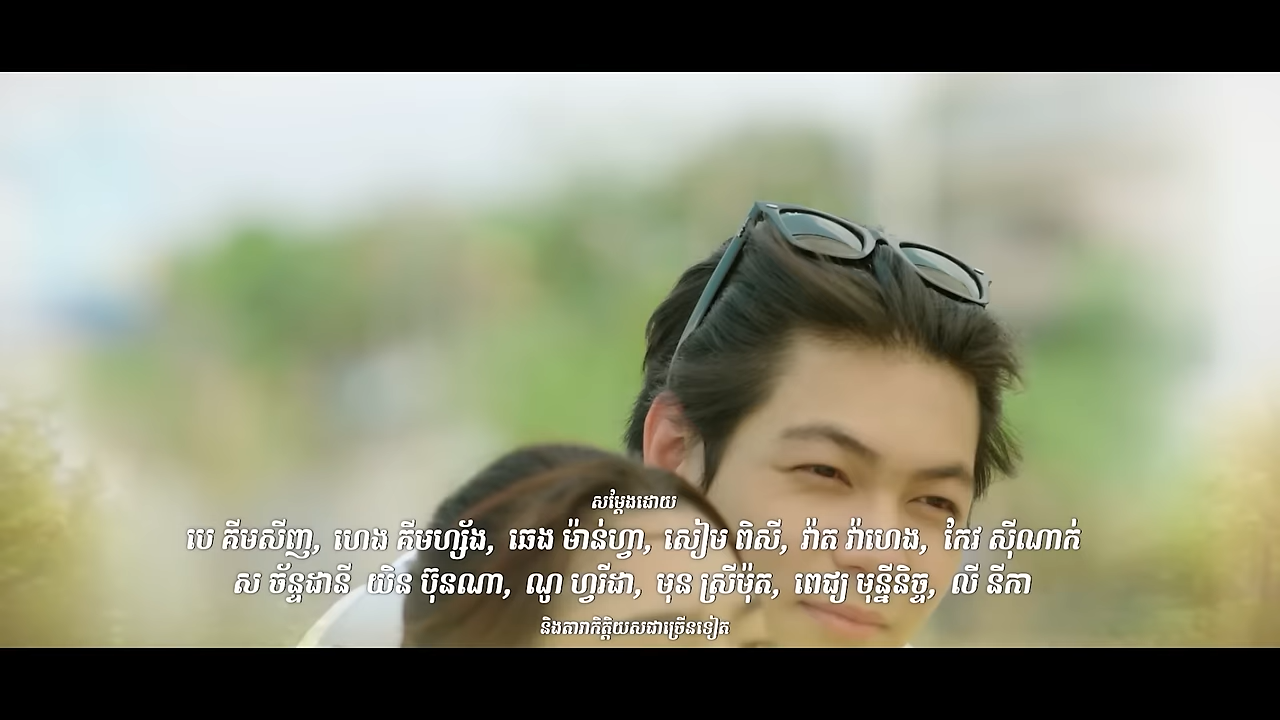 សម្តែងដោយ
បេ គីមសីញ, ហេង គីមហ្ស័ង, ឆេង ម៉ាន់ហ្វា, សៀម ពិសី, រ៉ាត រ៉ាហេង, កែវ ស៊ីណាក់
ស ច័ន្ទដានី យិន ប៊ុនណា, ណូ ហ្វរីដា, មុន ស្រីម៉ុត, ពេជ្យ មុន្នីនិច្ច, លី នីកា
និងតារាកិត្តិយសជាច្រើនទៀត